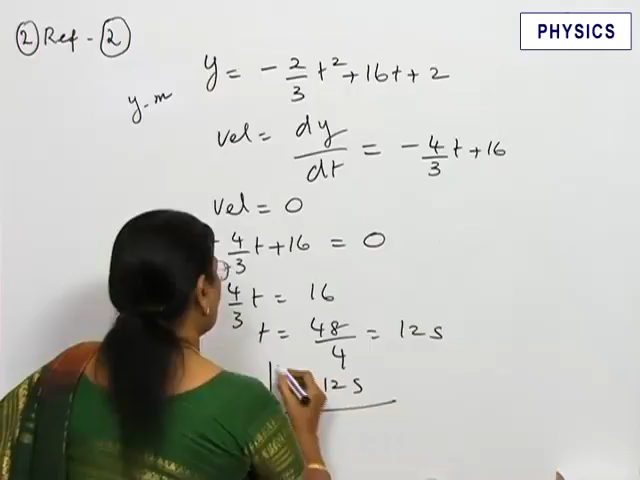 ② Ref - ②
PHYSICS
y = - 2/3 t² + 16t + 2
y - m
vel = dy/dt = - 4/3 t + 16
vel = 0
4/3 t + 16 = 0
4/3 t = 16
t = 48/4 = 12 s
12 s